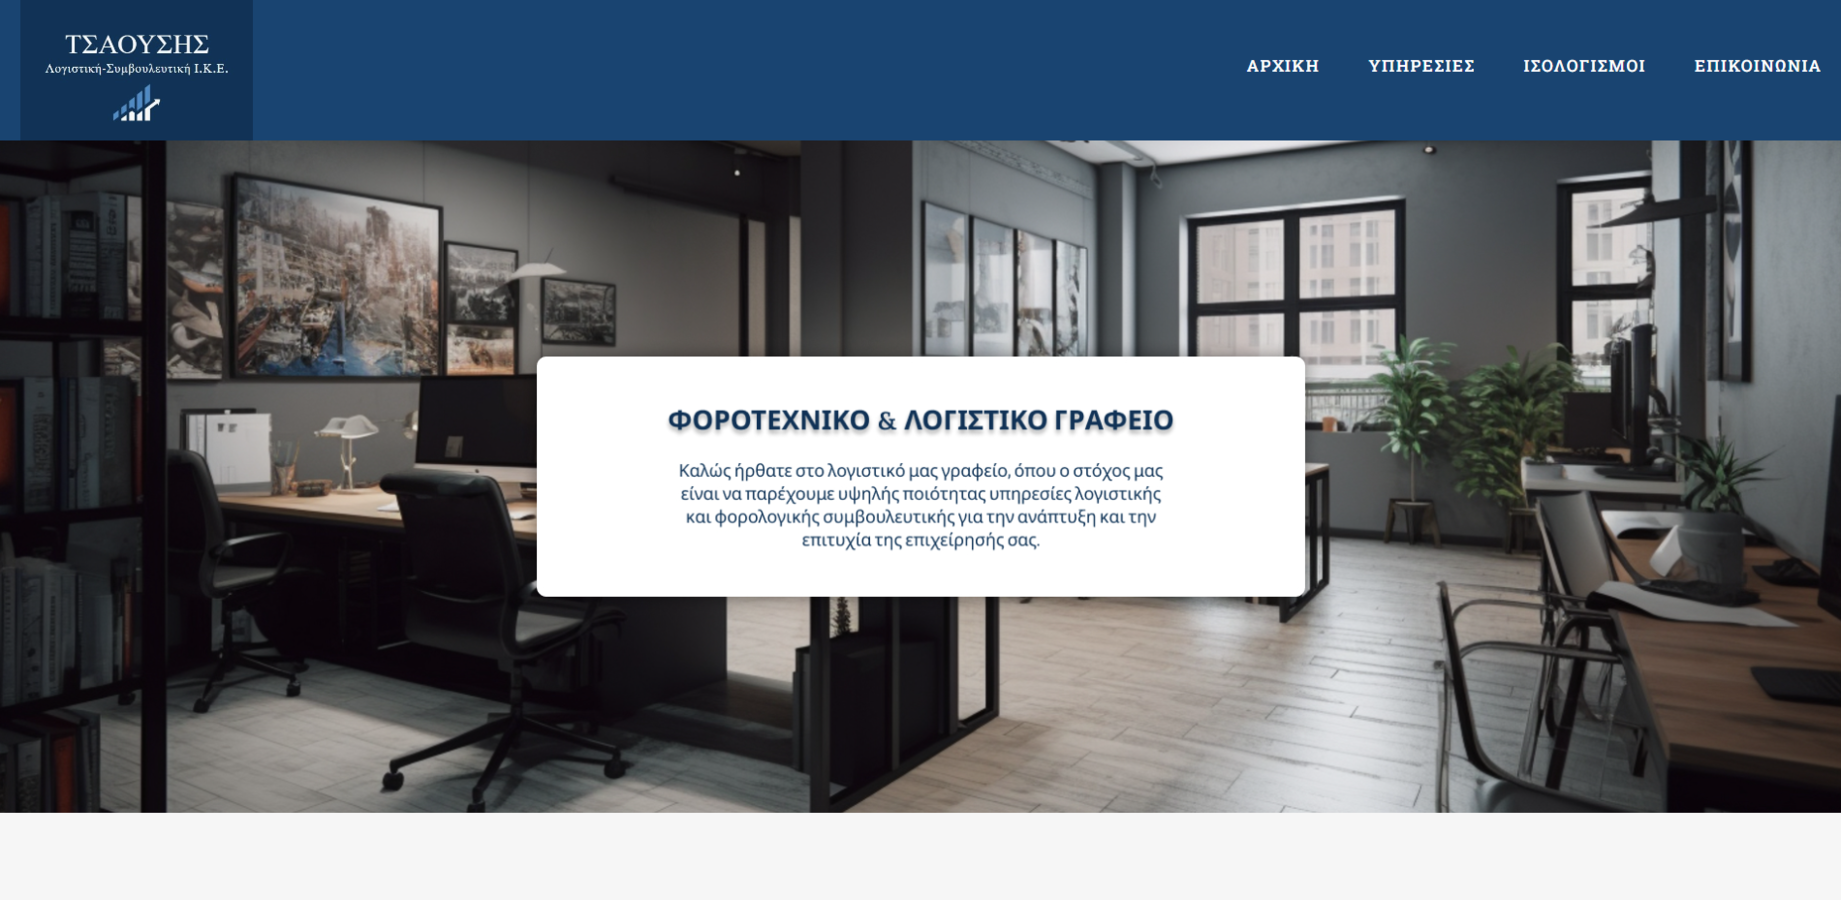 ΤΣΑΟΥΣΗΣ
Λογιστική-Συμβουλευτική Ι.Κ.Ε.
ΑΡΧΙΚΗ
ΥΠΗΡΕΣΙΕΣ
ΙΣΟΛΟΓΙΣΜΟΙ
ΕΠΙΚΟΙΝΩΝΙΑ
ΦΟΡΟΤΕΧΝΙΚΟ & ΛΟΓΙΣΤΙΚΟ ΓΡΑΦΕΙΟ
Καλώς ήρθατε στο λογιστικό μας γραφείο, όπου ο στόχος μας
είναι να παρέχουμε υψηλής ποιότητας υπηρεσίες λογιστικής
και φορολογικής συμβουλευτικής για την ανάπτυξη και την
επιτυχία της επιχείρησής σας.